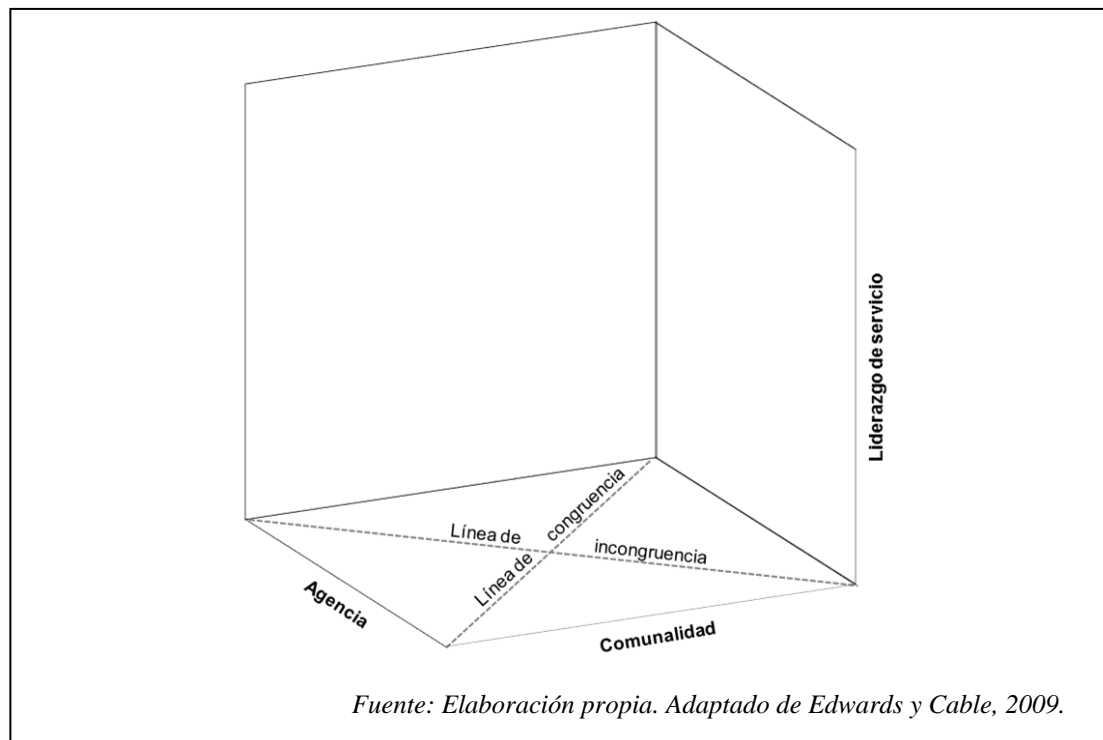 Liderazgo de servicio
Línea de congruencia
Línea de incongruencia
Agencia
Comunalidad
Fuente: Elaboración propia. Adaptado de Edwards y Cable, 2009.